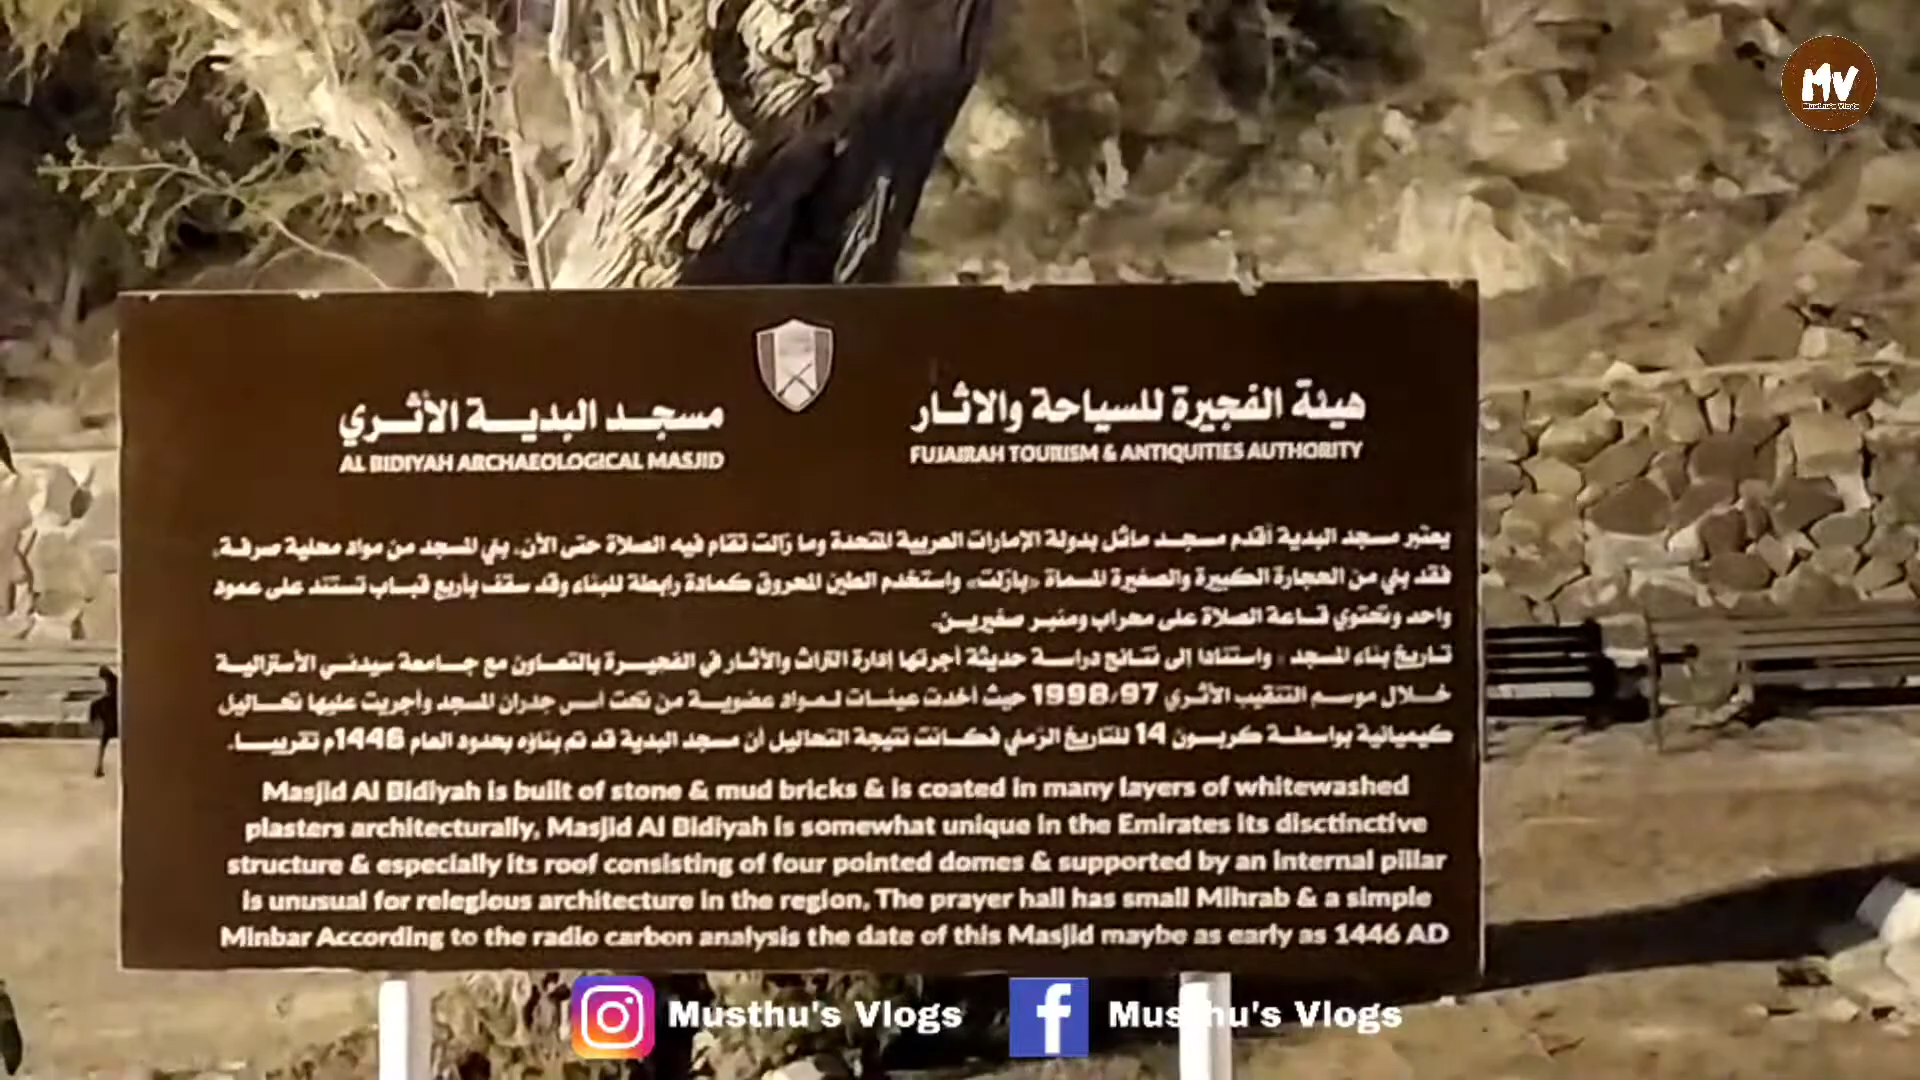 MV
Musthu's Vlogs
هيئة الفجيرة للسياحة والاثار
FUJAIRAH TOURISM & ANTIQUITIES AUTHORITY
مسجد البدية الأثري
AL BIDIYAH ARCHAEOLOGICAL MASJID
يعتبر مسجد البدية أقدم مسجد ماثل بدولة الإمارات العربية المتحدة وما زالت تقام فيه الصلاة حتى الأن. بني المسجد من مواد محلية صرفة.
فقد بني من الحجارة الكبيرة والصغيرة المسماة «بازلت» واستخدم الطين المحروق كمادة رابطة للبناء وقد سقف بأربع قباب تستند على عمود
واحد وتحتوي قاعة الصلاة على محراب ومنبر صغيرين.
تاريخ بناء المسجد : واستنادا إلى نتائج دراسة حديثة أجرتها إدارة التراث والأثار في الفجيرة بالتعاون مع جامعة سيدني الأسترالية
خلال موسم التنقيب الأثري 1998/97 حيث أخذت عينات لمواد عضوية من تحت أسس جدران المسجد وأجريت عليها تحاليل
كيميائية بواسطة كربون 14 للتاريخ الزمني فكانت نتيجة التحاليل أن مسجد البدية قد تم بناؤه بحدود العام 1446م تقريبا.
Masjid Al Bidiyah is built of stone & mud bricks & is coated in many layers of whitewashed
plasters architecturally, Masjid Al Bidiyah is somewhat unique in the Emirates its disctinctive
structure & especially its roof consisting of four pointed domes & supported by an internal pillar
is unusual for relegious architecture in the region, The prayer hall has small Mihrab & a simple
Minbar According to the radio carbon analysis the date of this Masjid maybe as early as 1446 AD
Musthu's Vlogs
Musthu's Vlogs